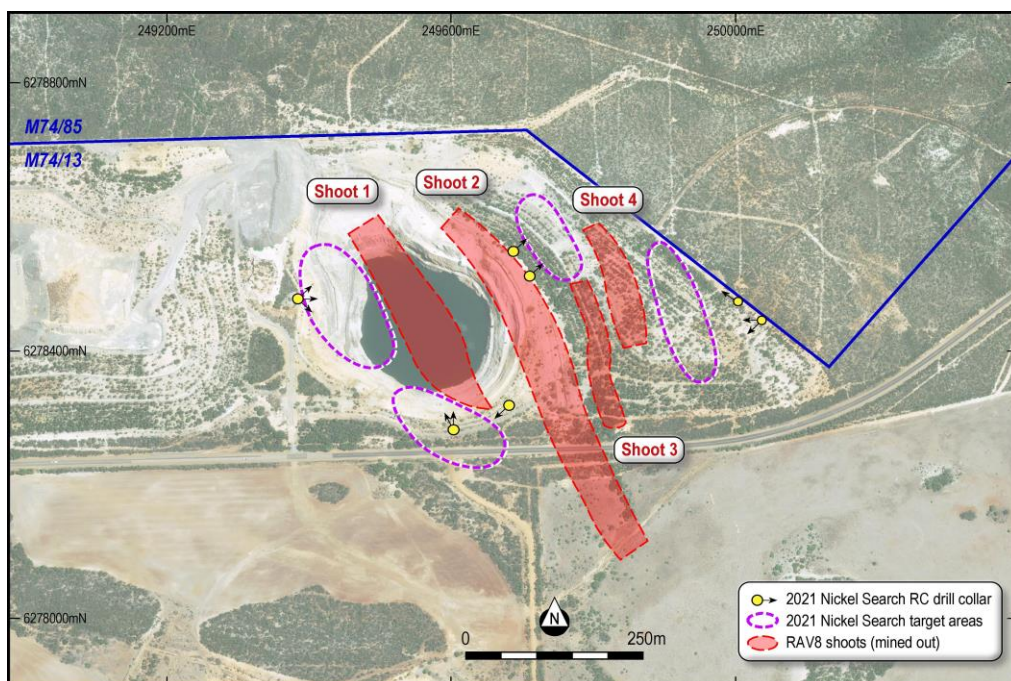 249200mE
249600mE
250000mE
6278800mN
M74/85
M74/13
Shoot 1
Shoot 2
Shoot 4
6278400mN
Shoot 3
6278000mN
N
0
250m
2021 Nickel Search RC drill collar
2021 Nickel Search target areas
RAV8 shoots (mined out)